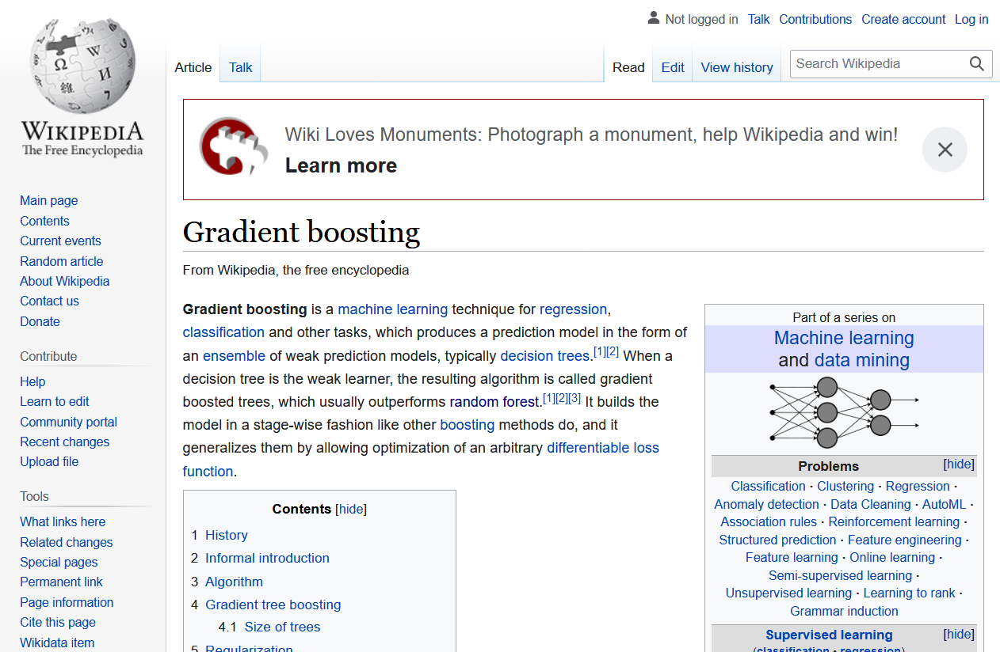 Not logged in Talk Contributions Create account Log in
Article Talk Read Edit View history Search Wikipedia
Ω W И 維 7
WIKIPEDIA
The Free Encyclopedia
Main page
Contents
Current events
Random article
About Wikipedia
Contact us
Donate
Contribute
Help
Learn to edit
Community portal
Recent changes
Upload file
Tools
What links here
Related changes
Special pages
Permanent link
Page information
Cite this page
Wikidata item
Wiki Loves Monuments: Photograph a monument, help Wikipedia and win!
Learn more
Gradient boosting
From Wikipedia, the free encyclopedia
Gradient boosting is a machine learning technique for regression,
classification and other tasks, which produces a prediction model in the form of
an ensemble of weak prediction models, typically decision trees.[1][2] When a
decision tree is the weak learner, the resulting algorithm is called gradient
boosted trees, which usually outperforms random forest.[1][2][3] It builds the
model in a stage-wise fashion like other boosting methods do, and it
generalizes them by allowing optimization of an arbitrary differentiable loss
function.
Contents [hide]
1 History
2 Informal introduction
3 Algorithm
4 Gradient tree boosting
4.1 Size of trees
5 Regularization
Part of a series on
Machine learning
and data mining
Problems [hide]
Classification · Clustering · Regression ·
Anomaly detection · Data Cleaning · AutoML ·
Association rules · Reinforcement learning ·
Structured prediction · Feature engineering ·
Feature learning · Online learning ·
Semi-supervised learning ·
Unsupervised learning · Learning to rank ·
Grammar induction
Supervised learning [hide]
(classification · regression)